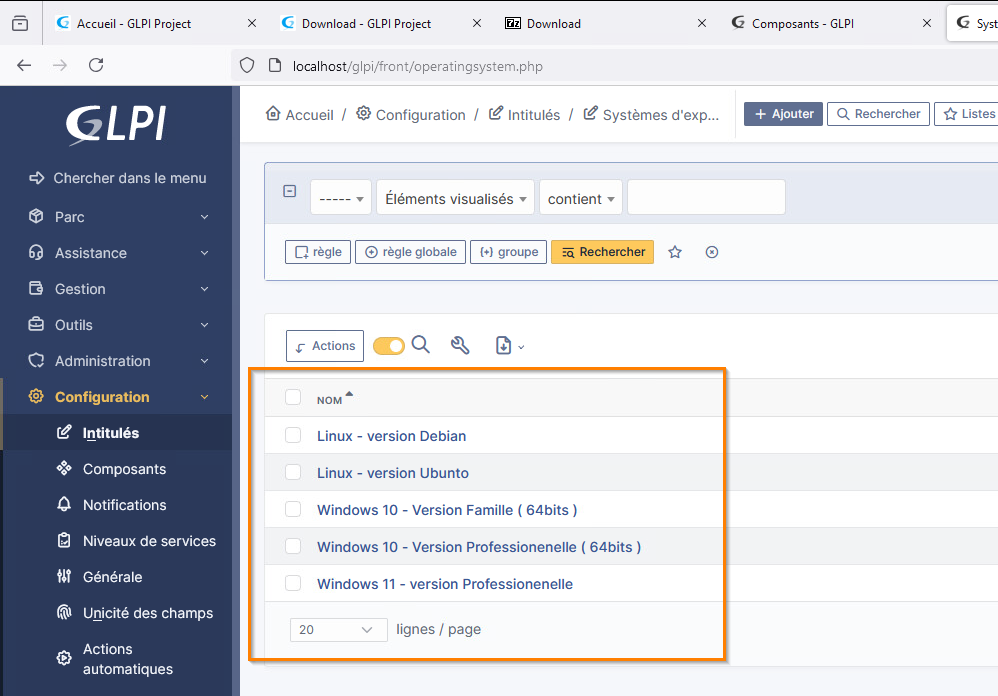 Accueil - GLPI Project
Download - GLPI Project
7z Download
Composants - GLPI
Syst
localhost/glpi/front/operatingsystem.php
GLPI
Accueil / Configuration / Intitulés / Systèmes d'exp...
+ Ajouter
Rechercher
Listes
Chercher dans le menu
Parc
Assistance
Gestion
Outils
Administration
Configuration
Intitulés
Composants
Notifications
Niveaux de services
Générale
Unicité des champs
Actions
automatiques
-----
Éléments visualisés
contient
règle
règle globale
{+} groupe
Rechercher
Actions
NOM
Linux - version Debian
Linux - version Ubunto
Windows 10 - Version Famille ( 64bits )
Windows 10 - Version Professionenelle ( 64bits )
Windows 11 - version Professionenelle
20 lignes / page